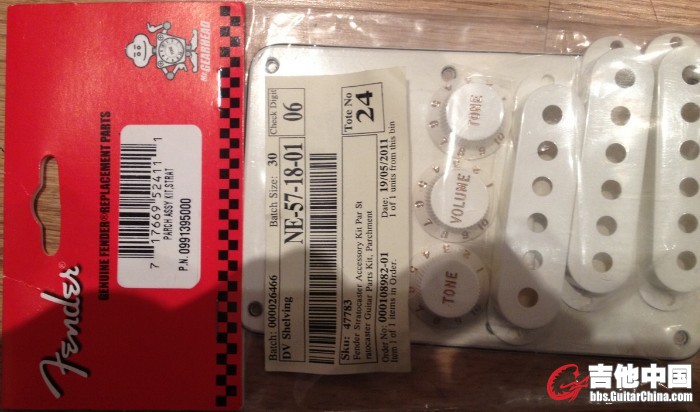 Fender
GENUINE FENDER® REPLACEMENT PARTS
MR. GEARHEAD
7 17669 52411 1
PARCH ASSY KIT, STRAT
P.N. 0991395000
Batch: 000026466
Batch Size: 30
Check Digit
DV Shelving
NE-57-18-01
06
Sku: 47783
Tote No
24
Fender Stratocaster Accessory Kit Par St
ratocaster Guitar Parts Kit, Parchment
Order No: 000108982-01
Date: 19/05/2011
Item 1 of 1 items in Order.
1 of 1 units from this bin
TONE
VOLUME
TONE
吉他中国
bbs.GuitarChina.com